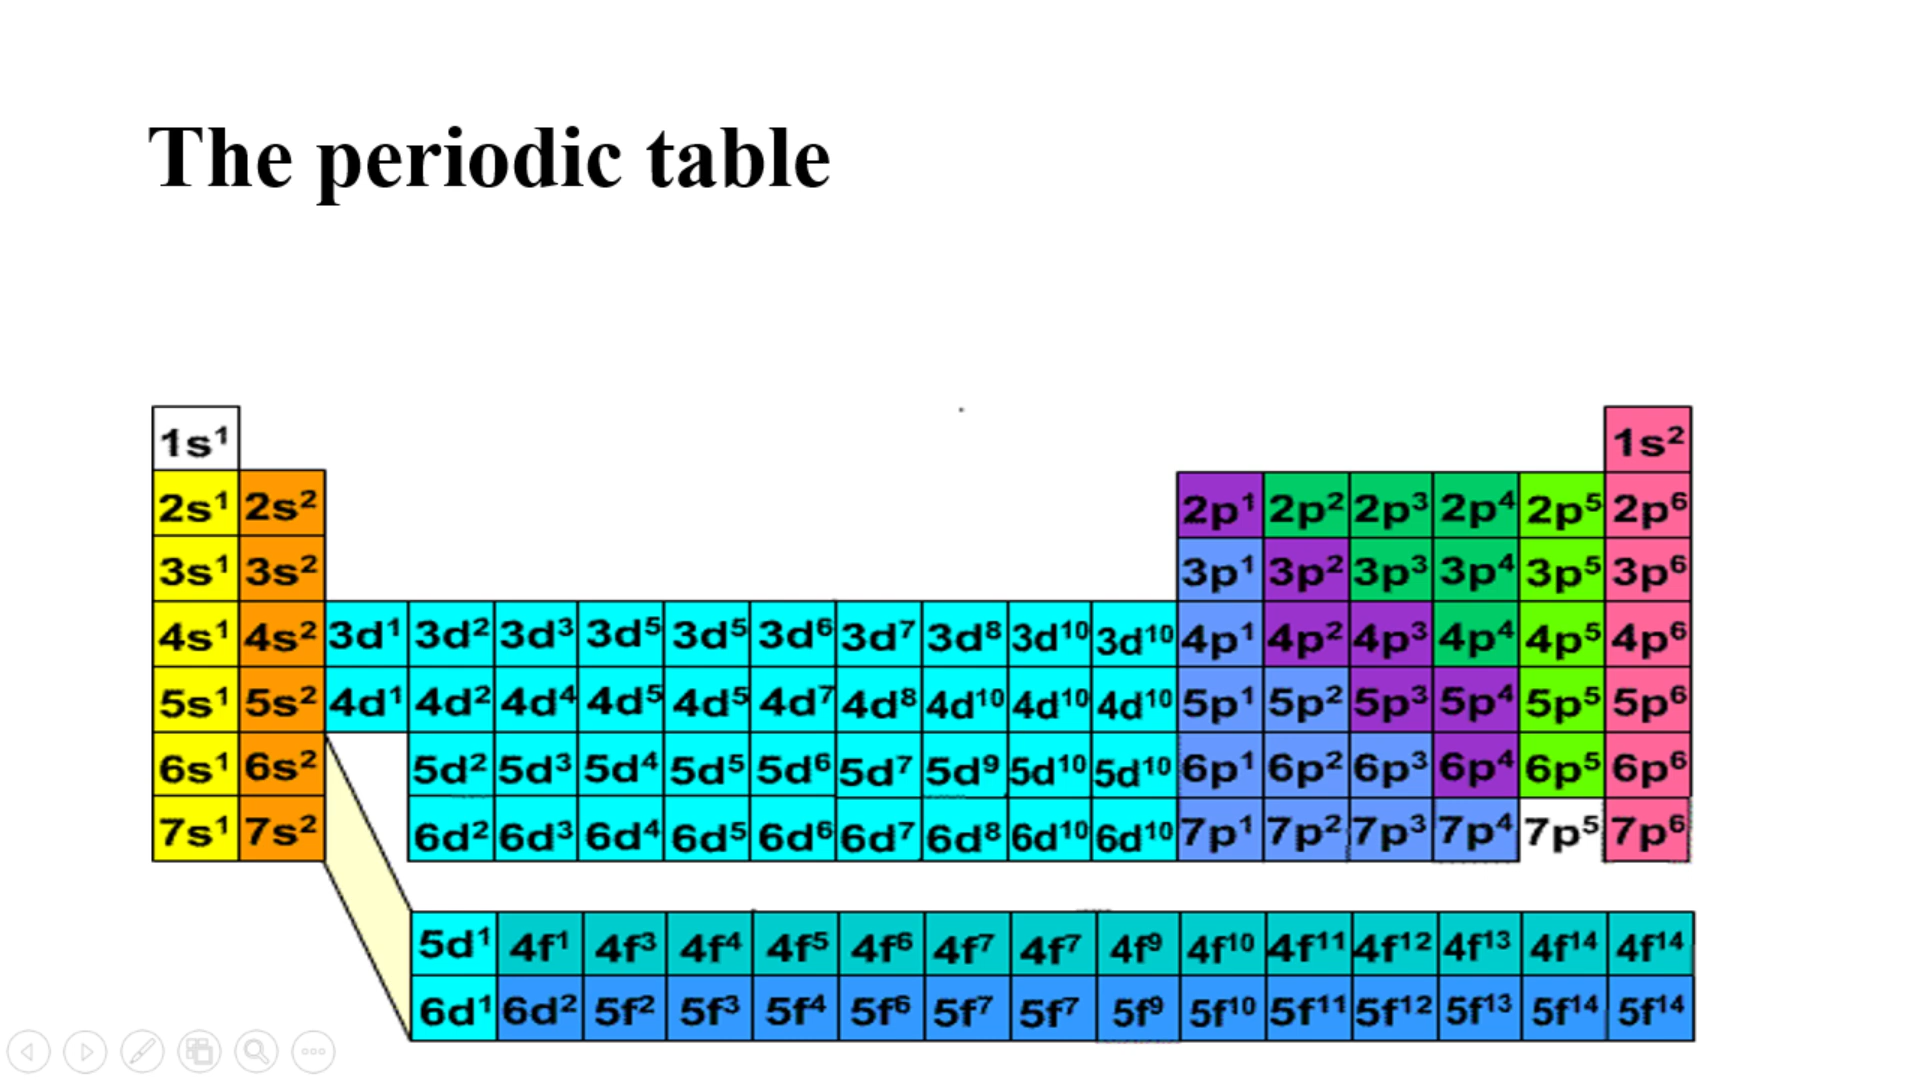 The periodic table
1s¹ 1s²
2s¹ 2s² 2p¹ 2p² 2p³ 2p⁴ 2p⁵ 2p⁶
3s¹ 3s² 3p¹ 3p² 3p³ 3p⁴ 3p⁵ 3p⁶
4s¹ 4s² 3d¹ 3d² 3d³ 3d⁵ 3d⁵ 3d⁶ 3d⁷ 3d⁸ 3d¹⁰ 3d¹⁰ 4p¹ 4p² 4p³ 4p⁴ 4p⁵ 4p⁶
5s¹ 5s² 4d¹ 4d² 4d⁴ 4d⁵ 4d⁵ 4d⁷ 4d⁸ 4d¹⁰ 4d¹⁰ 4d¹⁰ 5p¹ 5p² 5p³ 5p⁴ 5p⁵ 5p⁶
6s¹ 6s² 5d² 5d³ 5d⁴ 5d⁵ 5d⁶ 5d⁷ 5d⁹ 5d¹⁰ 5d¹⁰ 6p¹ 6p² 6p³ 6p⁴ 6p⁵ 6p⁶
7s¹ 7s² 6d² 6d³ 6d⁴ 6d⁵ 6d⁶ 6d⁷ 6d⁸ 6d¹⁰ 6d¹⁰ 7p¹ 7p² 7p³ 7p⁴ 7p⁵ 7p⁶
5d¹ 4f¹ 4f³ 4f⁴ 4f⁵ 4f⁶ 4f⁷ 4f⁷ 4f⁹ 4f¹⁰ 4f¹¹ 4f¹² 4f¹³ 4f¹⁴ 4f¹⁴
6d¹ 6d² 5f² 5f³ 5f⁴ 5f⁶ 5f⁷ 5f⁷ 5f⁹ 5f¹⁰ 5f¹¹ 5f¹² 5f¹³ 5f¹⁴ 5f¹⁴